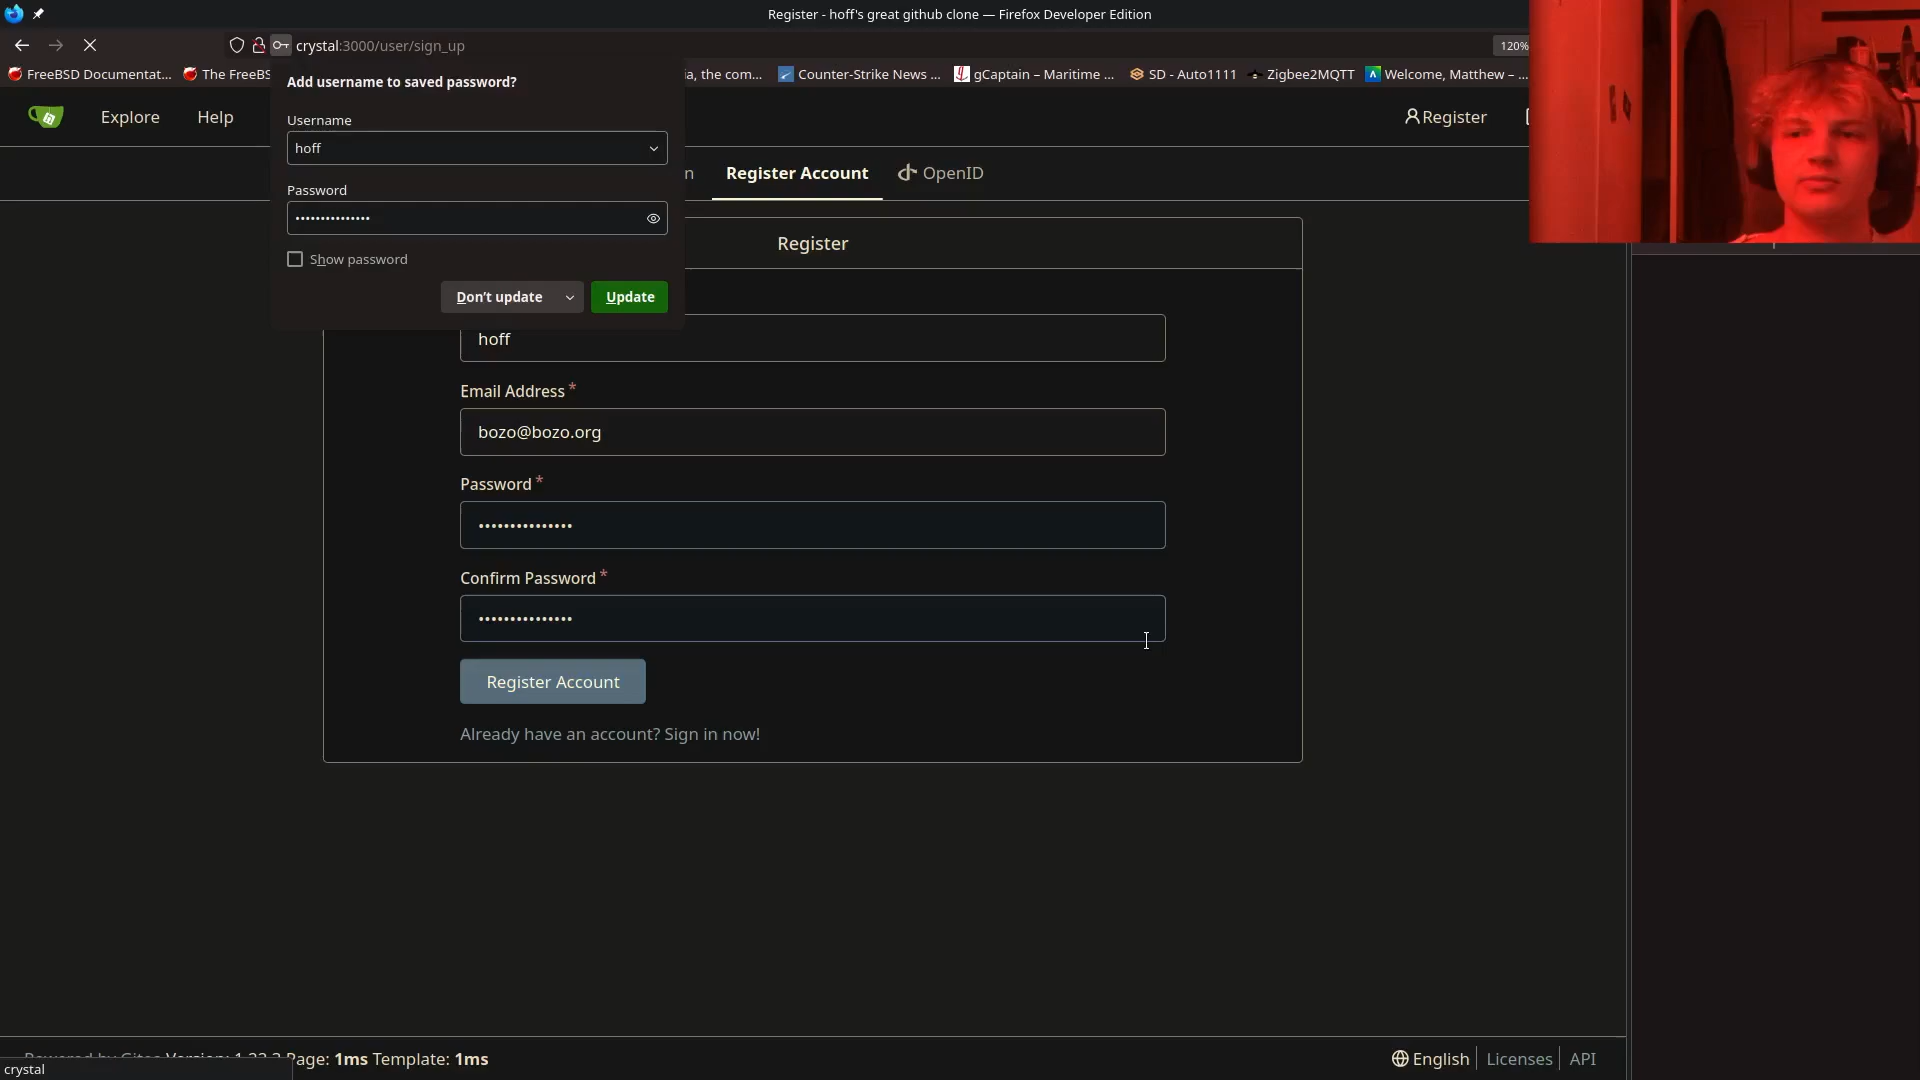 Register - hoff's great github clone — Firefox Developer Edition
crystal:3000/user/sign_up
120%
FreeBSD Documentat...
The FreeBS
ia, the com...
Counter-Strike News ...
gCaptain – Maritime ...
SD - Auto1111
Zigbee2MQTT
Welcome, Matthew – ...
Add username to saved password?
Username
hoff
Password
•••••••••••••••
Show password
Don't update
Update
Explore
Help
Register
n
Register Account
OpenID
Register
hoff
Email Address *
bozo@bozo.org
Password *
•••••••••••••••
Confirm Password *
•••••••••••••••
Register Account
Already have an account? Sign in now!
Page: 1ms Template: 1ms
English
Licenses
API
crystal